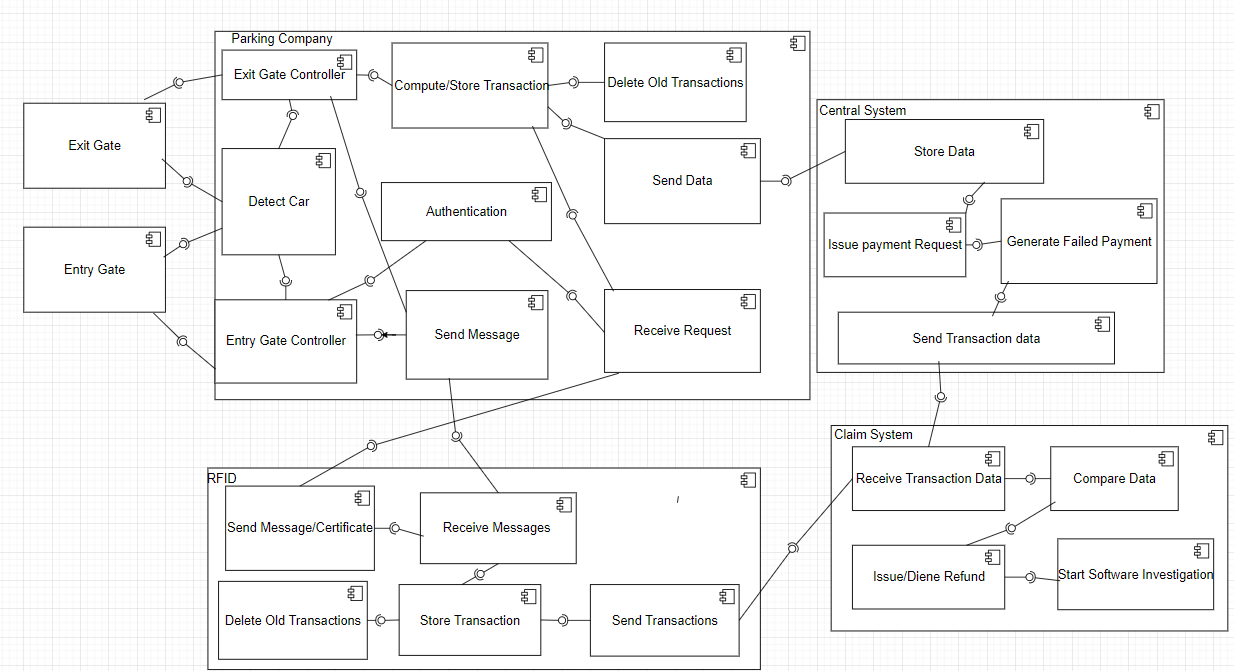 Parking Company
Exit Gate Controller
Compute/Store Transaction
Delete Old Transactions
Exit Gate
Detect Car
Authentication
Send Data
Entry Gate
Entry Gate Controller
Send Message
Receive Request
Central System
Store Data
Issue payment Request
Generate Failed Payment
Send Transaction data
RFID
Send Message/Certificate
Receive Messages
Delete Old Transactions
Store Transaction
Send Transactions
Claim System
Receive Transaction Data
Compare Data
Issue/Diene Refund
Start Software Investigation